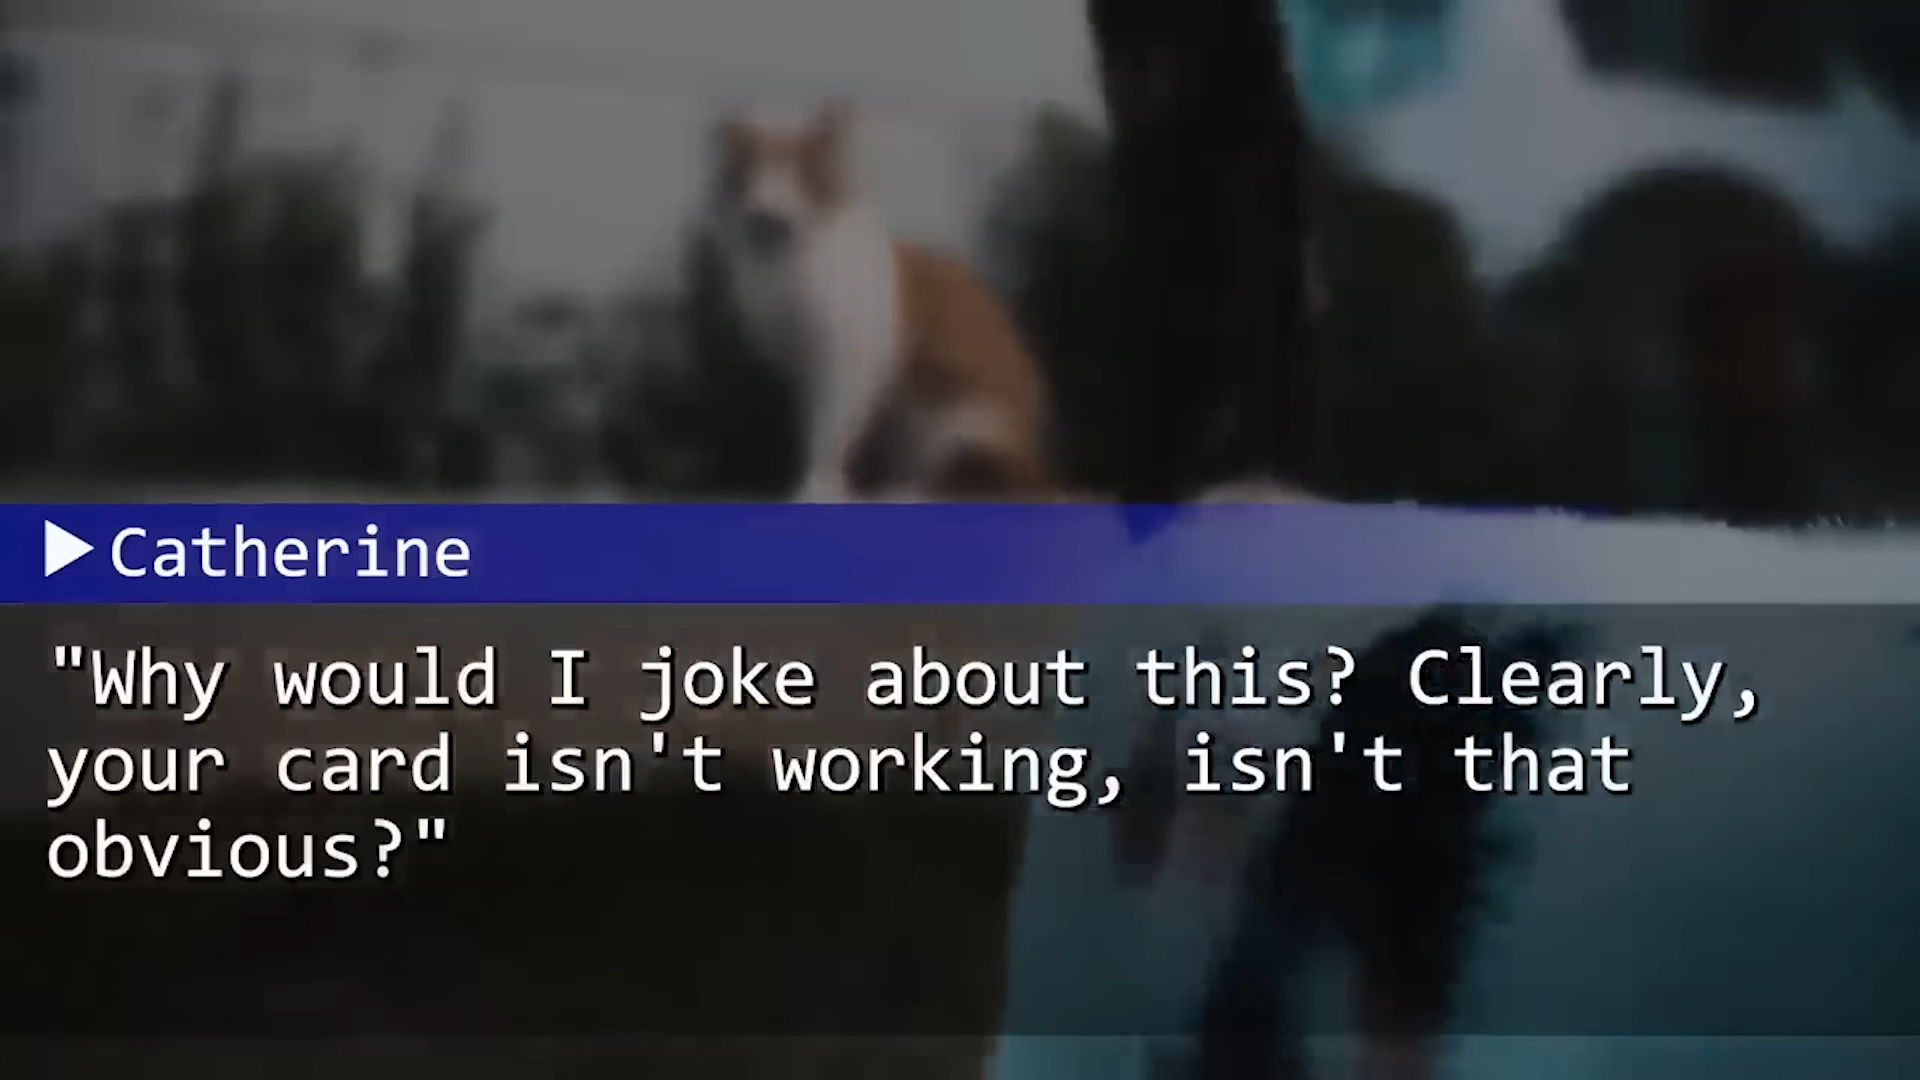 Catherine
"Why would I joke about this? Clearly,
your card isn't working, isn't that
obvious?"